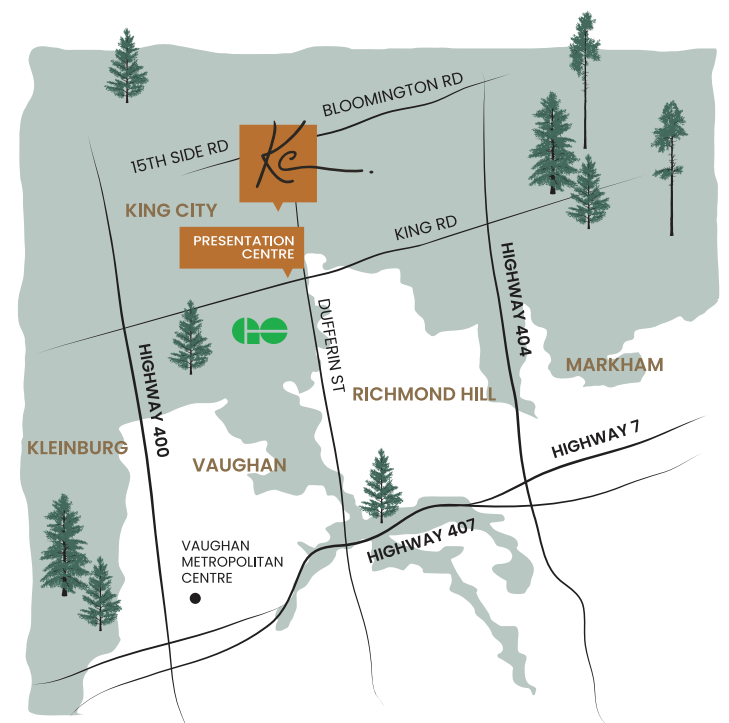 BLOOMINGTON RD
15TH SIDE RD
Kc.
KING CITY
KING RD
PRESENTATION
CENTRE
HIGHWAY 404
DUFFERIN ST
GO
HIGHWAY 400
MARKHAM
RICHMOND HILL
KLEINBURG
VAUGHAN
HIGHWAY 7
HIGHWAY 407
VAUGHAN
METROPOLITAN
CENTRE